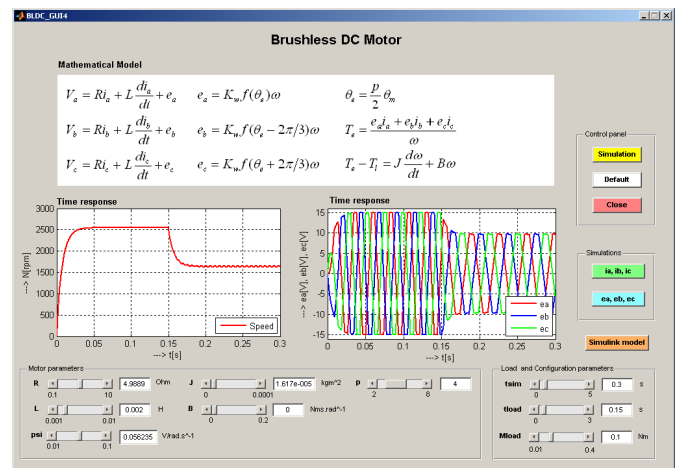 BLDC_GUI4
Brushless DC Motor
Mathematical Model
V_a = Ri_a + L di_a/dt + e_a   e_a = K_w f(θ_e)ω   θ_e = p/2 θ_m
V_b = Ri_b + L di_b/dt + e_b   e_b = K_w f(θ_e − 2π/3)ω   T_e = (e_a i_a + e_b i_b + e_c i_c)/ω
V_c = Ri_c + L di_c/dt + e_c   e_c = K_w f(θ_e + 2π/3)ω   T_e − T_l = J dω/dt + Bω
Control panel
Simulation
Default
Close
Time response
3000
2500
2000
1500
1000
500
0
---> N[rpm]
Speed
0 0.05 0.1 0.15 0.2 0.25 0.3
---> t[s]
Time response
15
10
5
0
-5
-10
-15
---> ea[V], eb[V], ec[V]
ea
eb
ec
0 0.05 0.1 0.15 0.2 0.25 0.3
---> t[s]
Simulations
ia, ib, ic
ea, eb, ec
Simulink model
Motor parameters
R 4.9889 Ohm
0.1 10
L 0.002 H
0.001 0.01
psi 0.056235 V/rad.s^-1
0.01 0.1
J 1.617e-005 kgm^2
0 0.0001
B 0 Nms.rad^-1
0 0.2
P 4
2 8
Load and Configuration parameters
tsim 0.3 s
0 5
tload 0.15 s
0 3
Mload 0.1 Nm
0.01 0.4